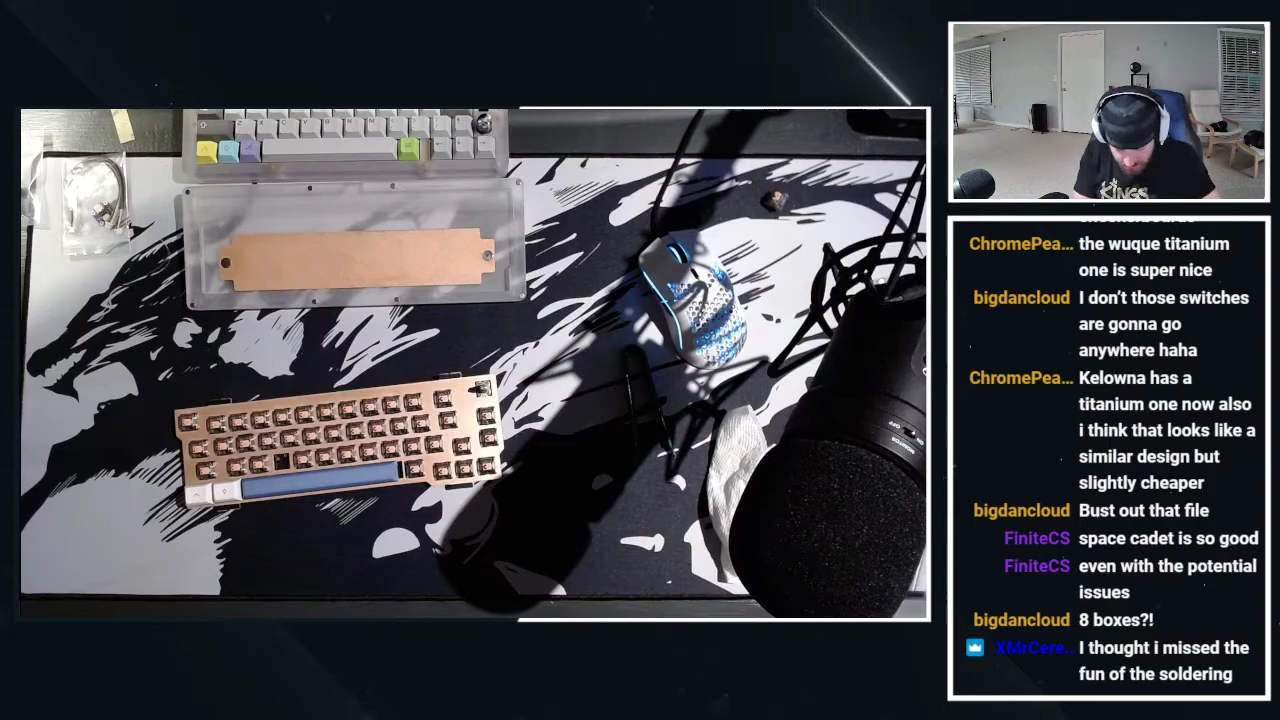 KINGS
ChromePea... the wuque titanium
one is super nice
bigdancloud I don't those switches
are gonna go
anywhere haha
ChromePea... Kelowna has a
titanium one now also
i think that looks like a
similar design but
slightly cheaper
bigdancloud Bust out that file
FiniteCS space cadet is so good
FiniteCS even with the potential
issues
bigdancloud 8 boxes?!
XMrCere... I thought i missed the
fun of the soldering